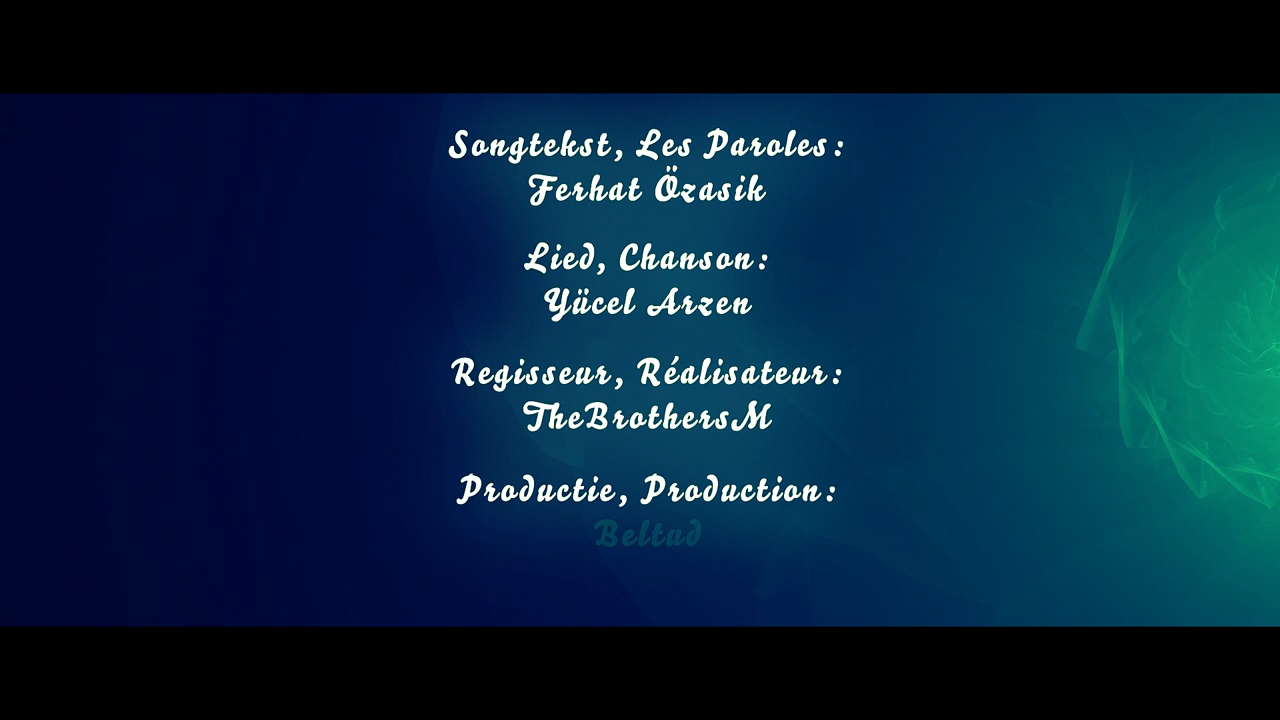 Songtekst, Les Paroles:
Ferhat Özasik
Lied, Chanson:
Yücel Arzen
Regisseur, Réalisateur:
TheBrothersM
Productie, Production:
Beltud